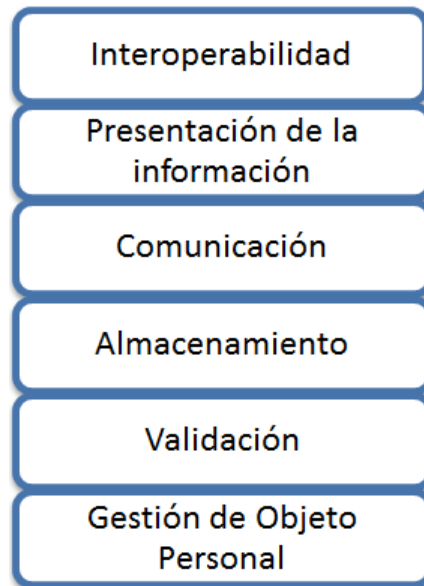 Interoperabilidad
Presentación de la
información
Comunicación
Almacenamiento
Validación
Gestión de Objeto
Personal